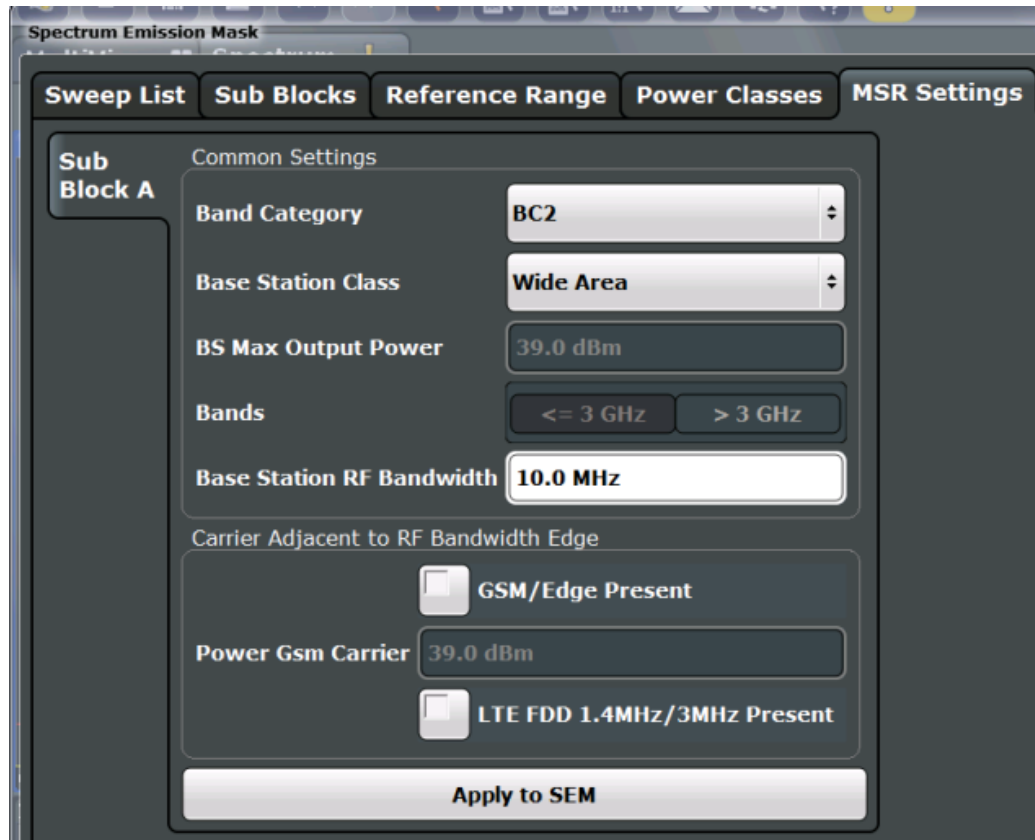 Spectrum Emission Mask
Sweep List
Sub Blocks
Reference Range
Power Classes
MSR Settings
Sub
Block A
Common Settings
Band Category
BC2
Base Station Class
Wide Area
BS Max Output Power
39.0 dBm
Bands
<= 3 GHz
> 3 GHz
Base Station RF Bandwidth
10.0 MHz
Carrier Adjacent to RF Bandwidth Edge
GSM/Edge Present
Power Gsm Carrier
39.0 dBm
LTE FDD 1.4MHz/3MHz Present
Apply to SEM